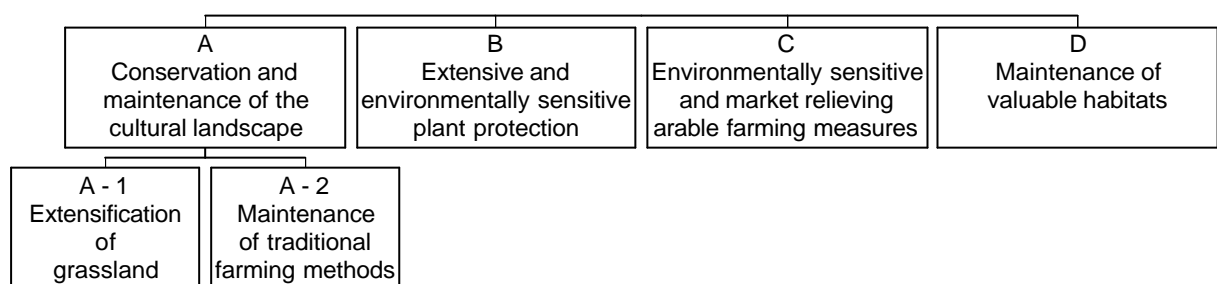 A
Conservation and
maintenance of the
cultural landscape
B
Extensive and
environmentally sensitive
plant protection
C
Environmentally sensitive
and market relieving
arable farming measures
D
Maintenance of
valuable habitats
A - 1
Extensification
of
grassland
A - 2
Maintenance
of traditional
farming methods